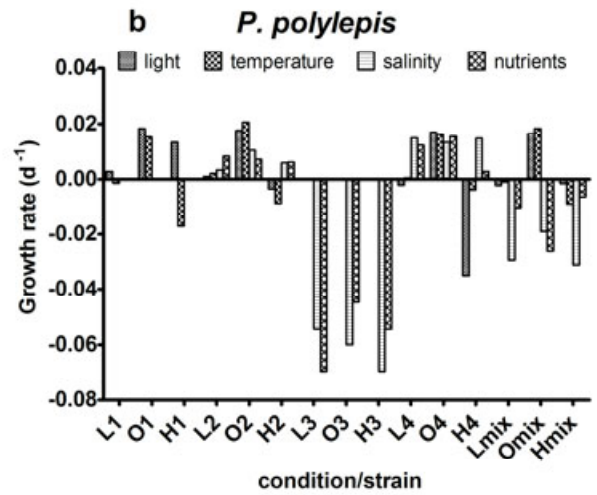 b P. polylepis
light temperature salinity nutrients
0.04
0.02
0.00
-0.02
-0.04
-0.06
-0.08
Growth rate (d -1)
L1 O1 H1 L2 O2 H2 L3 O3 H3 L4 O4 H4 Lmix Omix Hmix
condition/strain